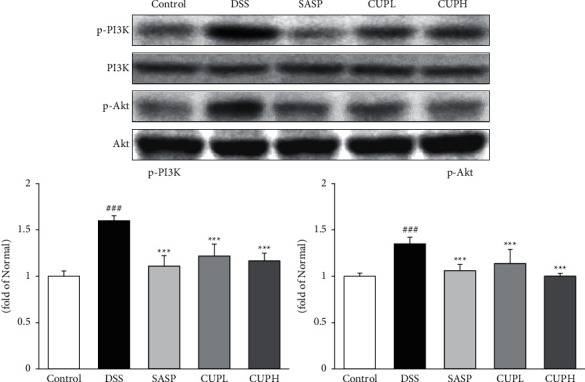 Control DSS SASP CUPL CUPH
p-PI3K
PI3K
p-Akt
Akt
p-PI3K
(fold of Normal)
2
1.5
1
0.5
0
###
***
***
***
Control DSS SASP CUPL CUPH
p-Akt
(fold of Normal)
2
1.5
1
0.5
0
###
***
***
***
Control DSS SASP CUPL CUPH